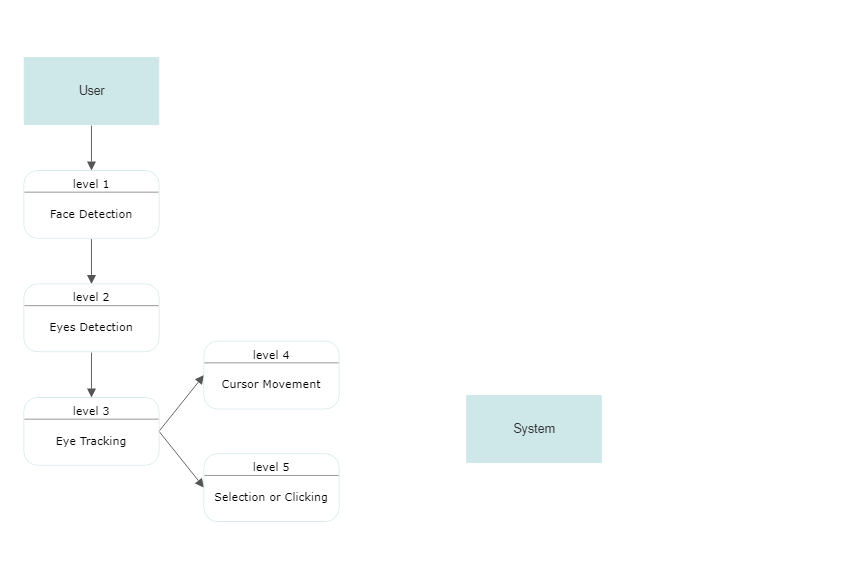 User
level 1
Face Detection
level 2
Eyes Detection
level 3
Eye Tracking
level 4
Cursor Movement
level 5
Selection or Clicking
System